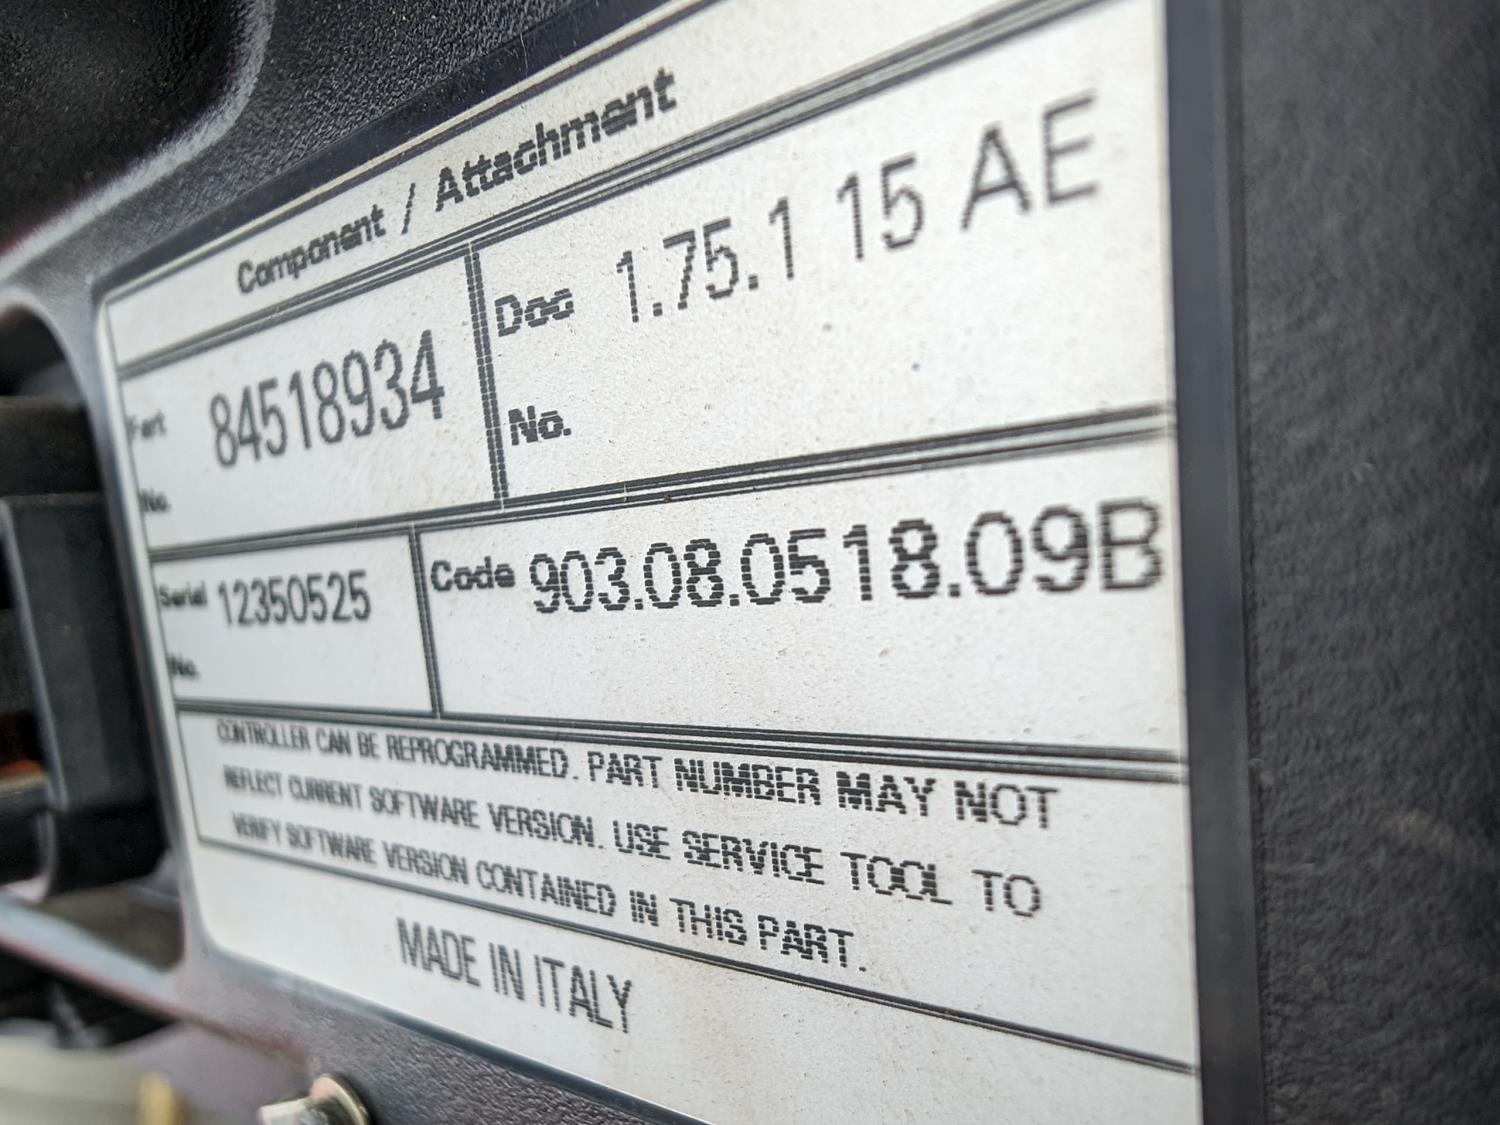 Component / Attachment
Part No. 84518934
Doc No. 1.75.1 15 AE
Serial No. 12350525
Code 903.08.0518.09B
CONTROLLER CAN BE REPROGRAMMED. PART NUMBER MAY NOT
REFLECT CURRENT SOFTWARE VERSION. USE SERVICE TOOL TO
VERIFY SOFTWARE VERSION CONTAINED IN THIS PART.
MADE IN ITALY